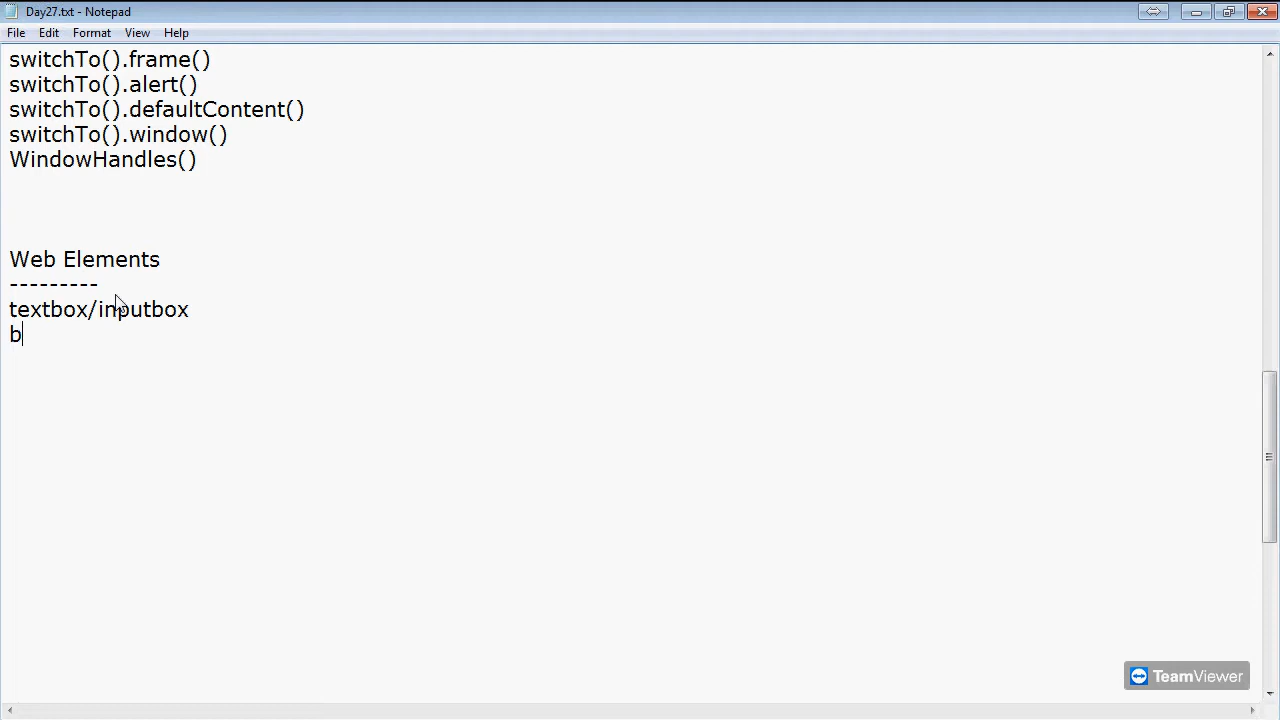 Day27.txt - Notepad
File Edit Format View Help
switchTo().frame()
switchTo().alert()
switchTo().defaultContent()
switchTo().window()
WindowHandles()
Web Elements
---------
textbox/inputbox
b
TeamViewer